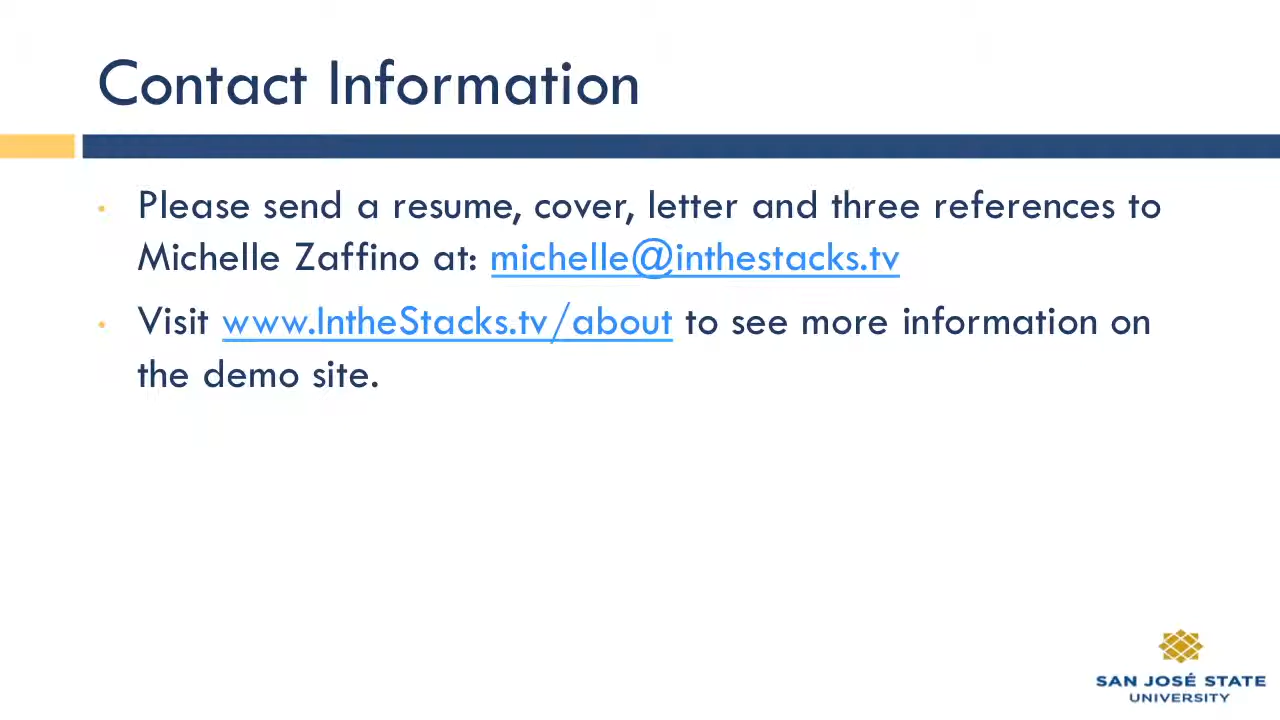 Contact Information
• Please send a resume, cover, letter and three references to
Michelle Zaffino at: michelle@inthestacks.tv
• Visit www.IntheStacks.tv/about to see more information on
the demo site.
SAN JOSÉ STATE
UNIVERSITY